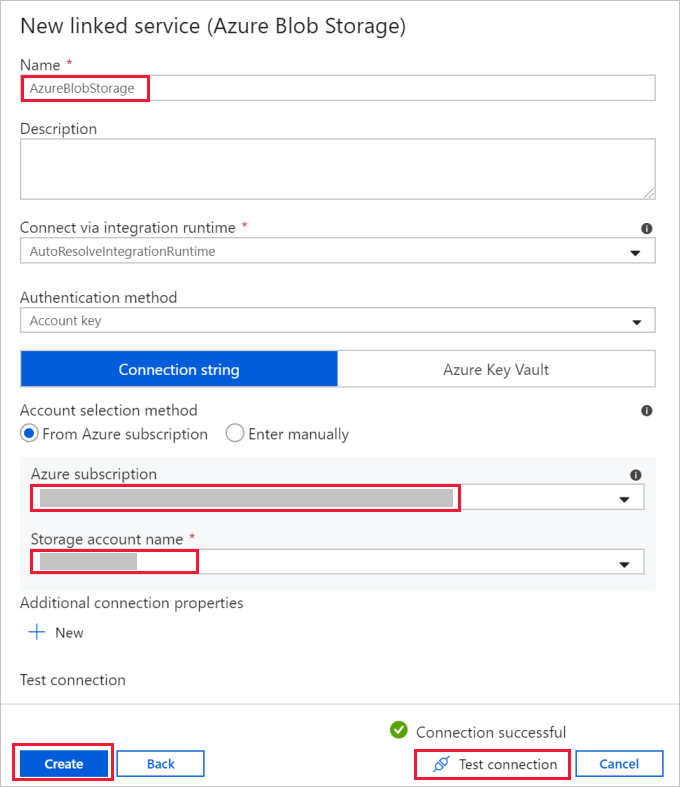 New linked service (Azure Blob Storage)
Name *
AzureBlobStorage
Description
Connect via integration runtime *
AutoResolveIntegrationRuntime
Authentication method
Account key
Connection string Azure Key Vault
Account selection method
From Azure subscription Enter manually
Azure subscription
Storage account name *
Additional connection properties
New
Test connection
Connection successful
Create Back Test connection Cancel